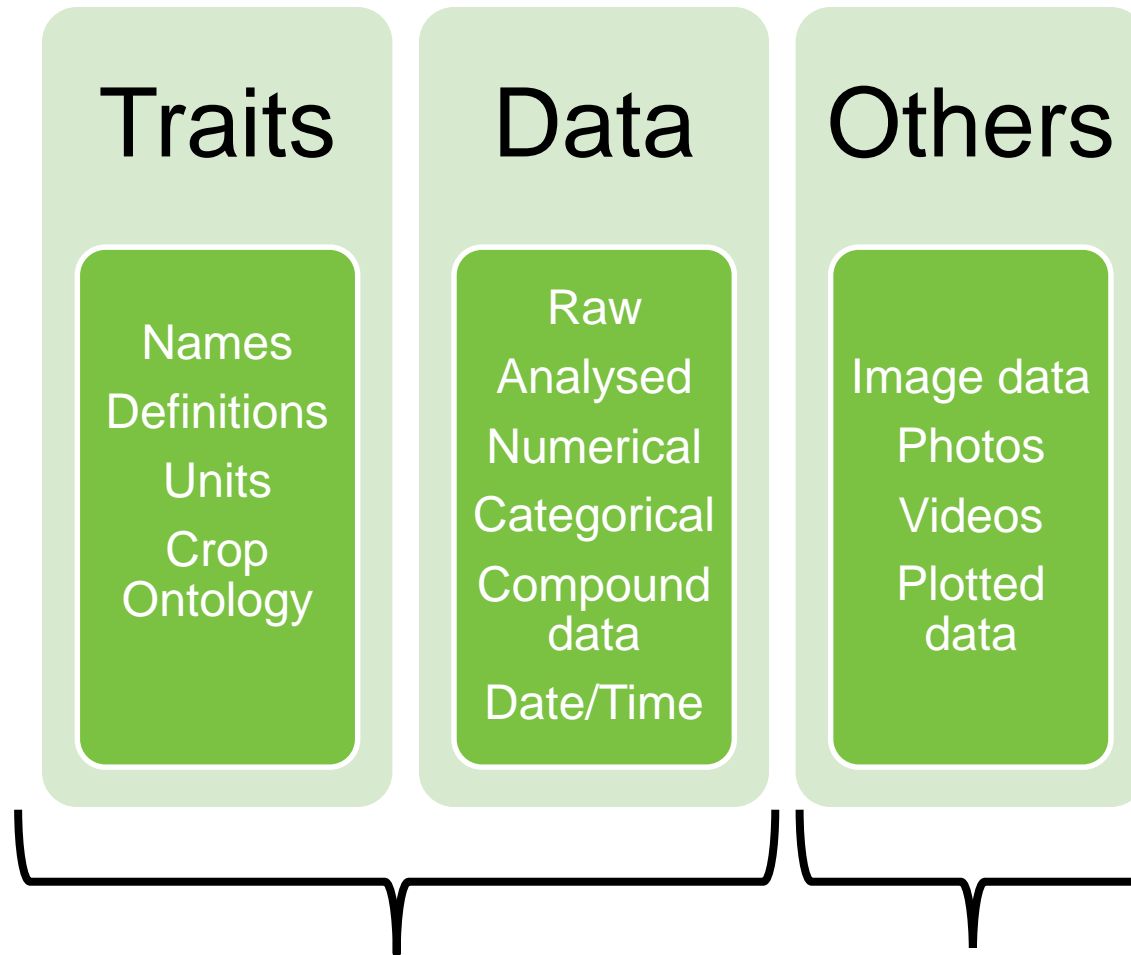 Traits
Names
Definitions
Units
Crop
Ontology
Data
Raw
Analysed
Numerical
Categorical
Compound
data
Date/Time
Others
Image data
Photos
Videos
Plotted
data